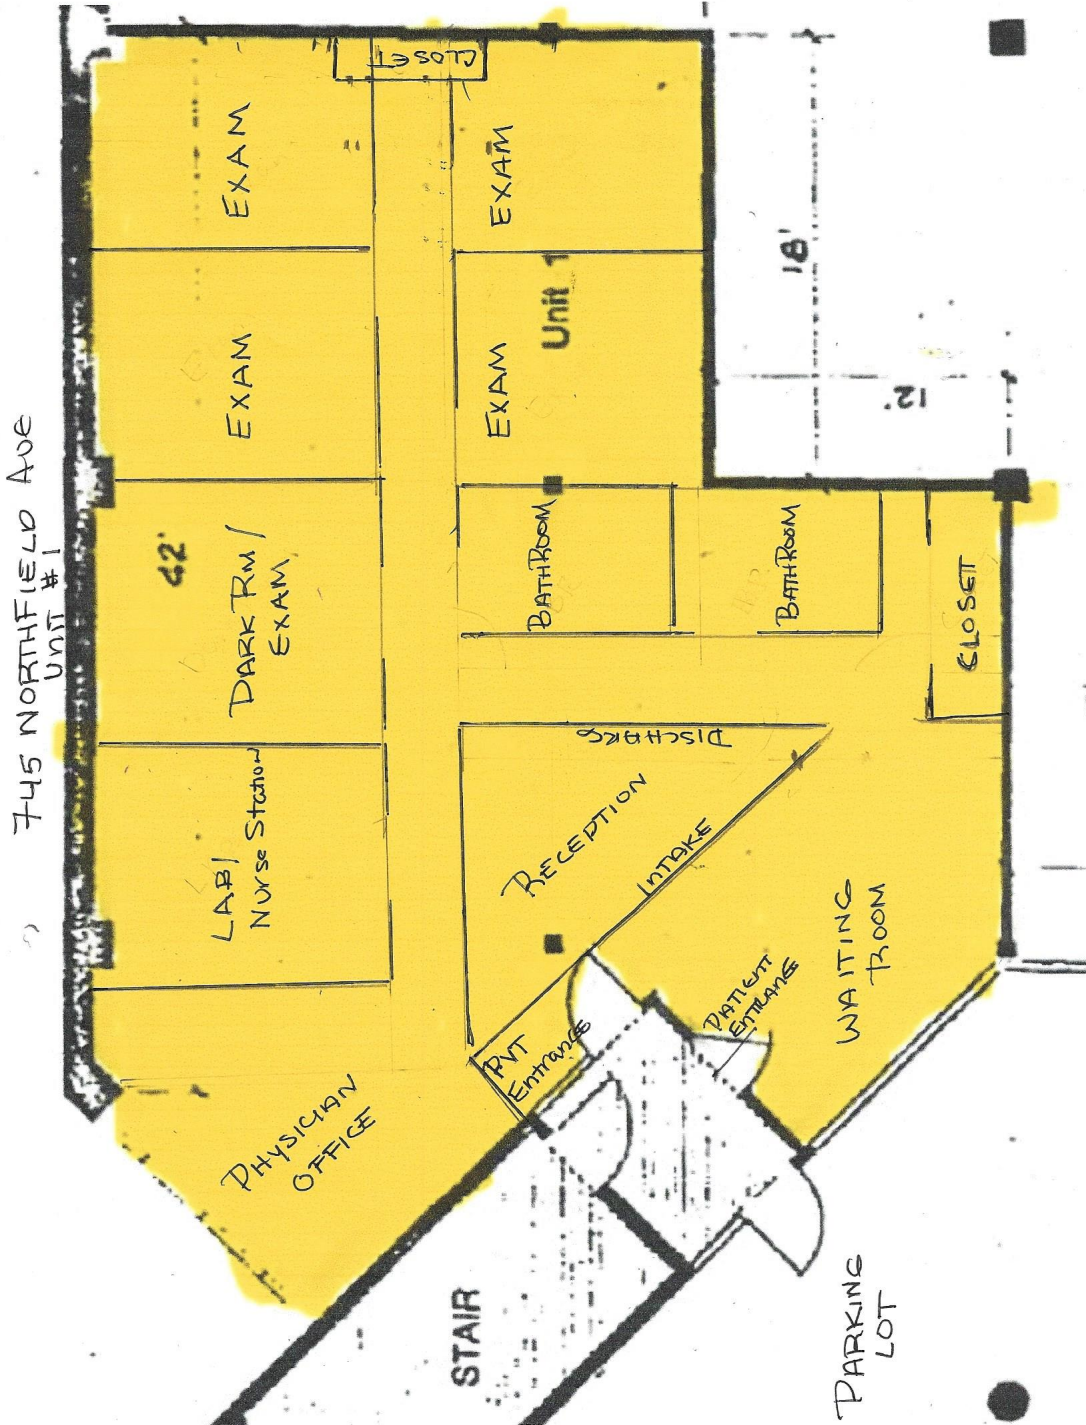 745 NORTHFIELD AVE
UNIT #1
CLOSET
EXAM
EXAM
EXAM
EXAM
Unit 1
18'
12'
42'
DARK RM/
EXAM
BATHROOM
BATHROOM
CLOSET
LAB/
Nurse Station
DISCHARG
RECEPTION
INTAKE
WAITING
ROOM
PATIENT
ENTRANCE
PVT
Entrance
PHYSICIAN
OFFICE
STAIR
PARKING
LOT